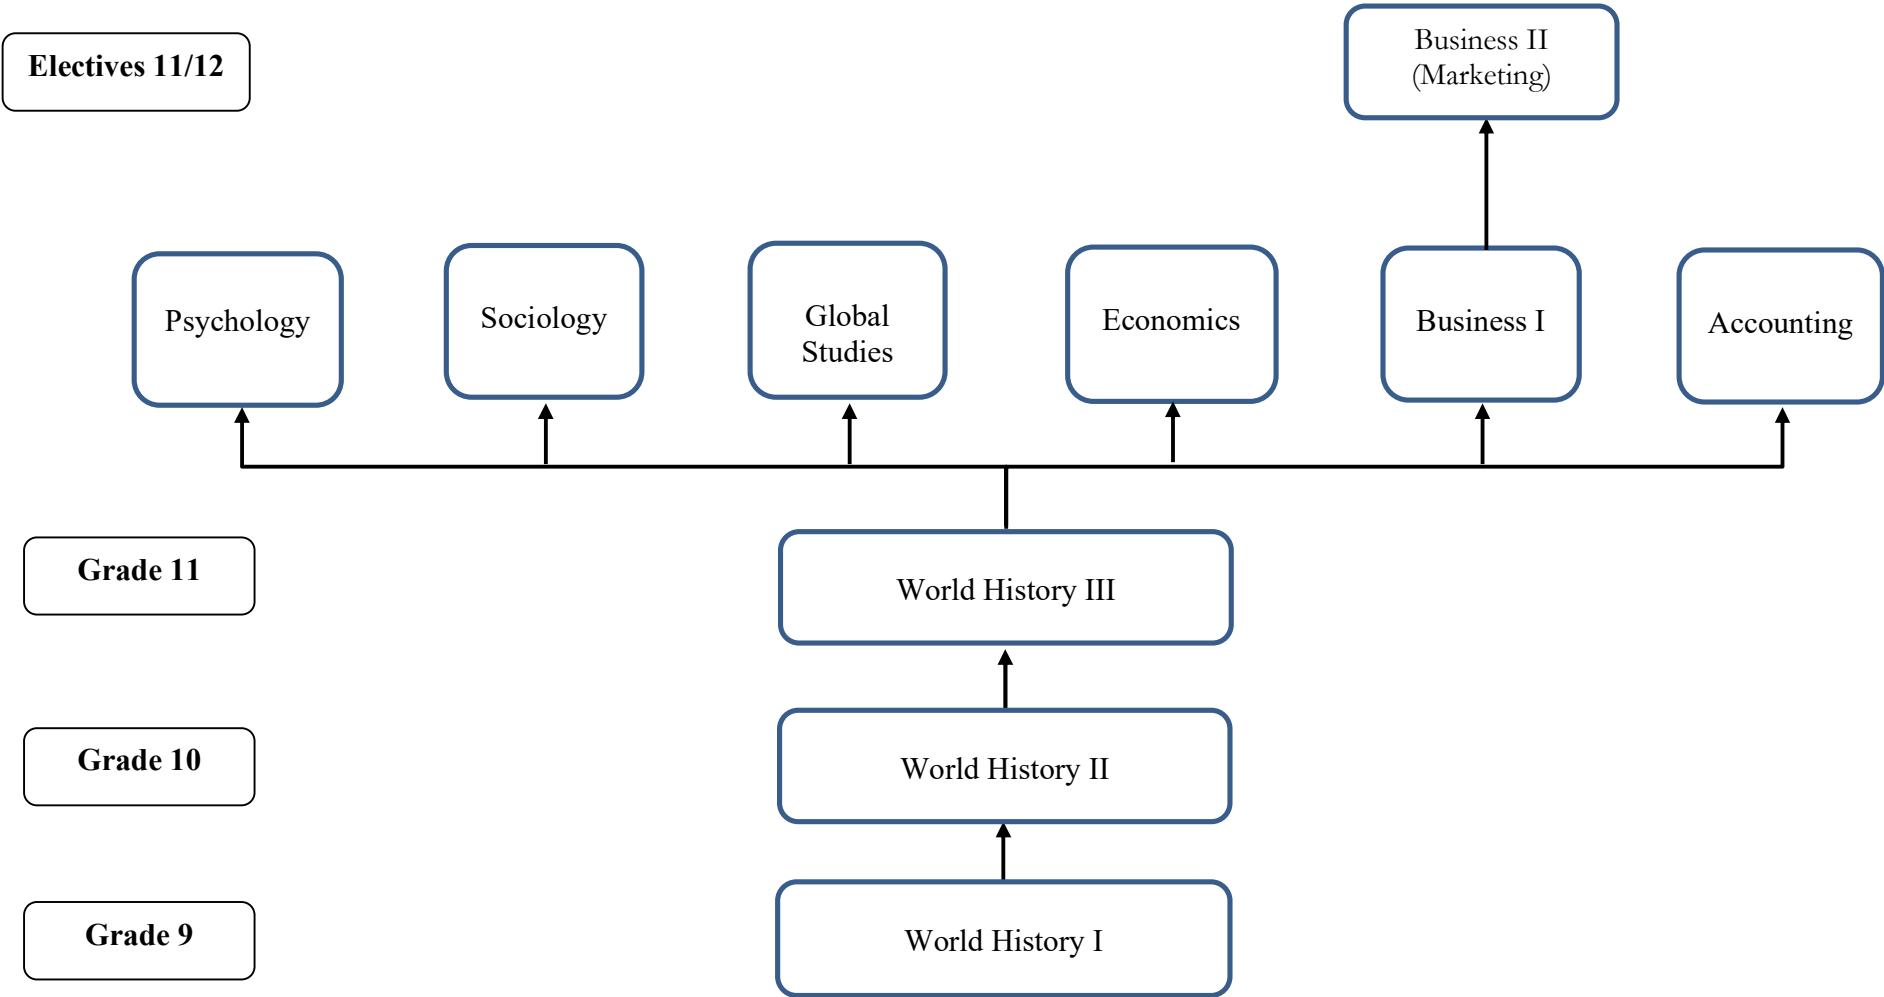 Electives 11/12
Business II
(Marketing)
Psychology
Sociology
Global
Studies
Economics
Business I
Accounting
Grade 11
World History III
Grade 10
World History II
Grade 9
World History I